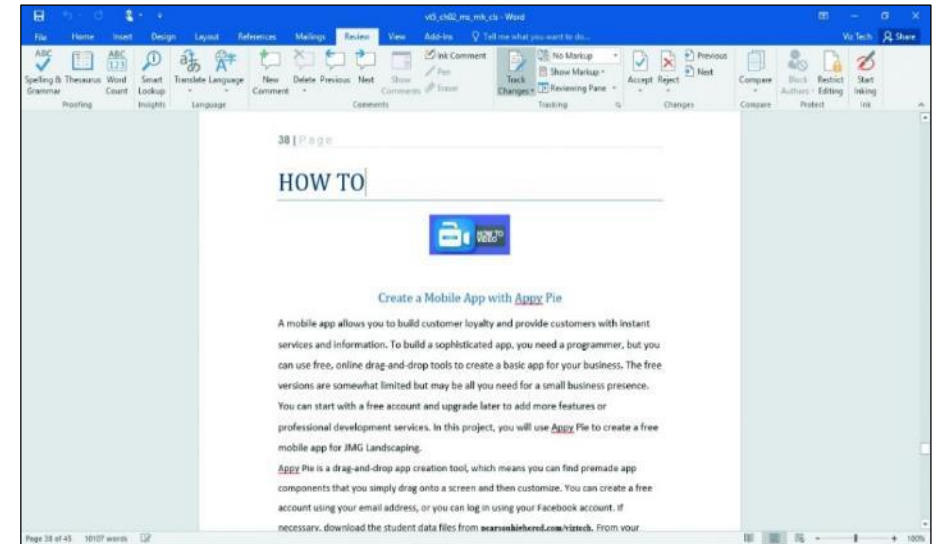 vt5_ch02_ms_mh_cls - Word
File Home Insert Design Layout References Mailings Review View Add-ins Tell me what you want to do... Viz Tech Share
ABC Spelling & Grammar Thesaurus ABC 123 Word Count Smart Lookup Translate Language New Comment Delete Previous Next Show Comments Ink Comment Pen Eraser Track Changes No Markup Show Markup Reviewing Pane Accept Reject Previous Next Compare Block Authors Restrict Editing Start Inking
Proofing Insights Language Comments Tracking Changes Compare Protect Ink
38 | Page
HOW TO
HOW TO
VIDEO
Create a Mobile App with Appy Pie
A mobile app allows you to build customer loyalty and provide customers with instant
services and information. To build a sophisticated app, you need a programmer, but you
can use free, online drag-and-drop tools to create a basic app for your business. The free
versions are somewhat limited but may be all you need for a small business presence.
You can start with a free account and upgrade later to add more features or
professional development services. In this project, you will use Appy Pie to create a free
mobile app for JMG Landscaping.
Appy Pie is a drag-and-drop app creation tool, which means you can find premade app
components that you simply drag onto a screen and then customize. You can create a free
account using your email address, or you can log in using your Facebook account. If
necessary, download the student data files from pearsonhighered.com/viztech. From your
Page 38 of 45 10107 words 100%